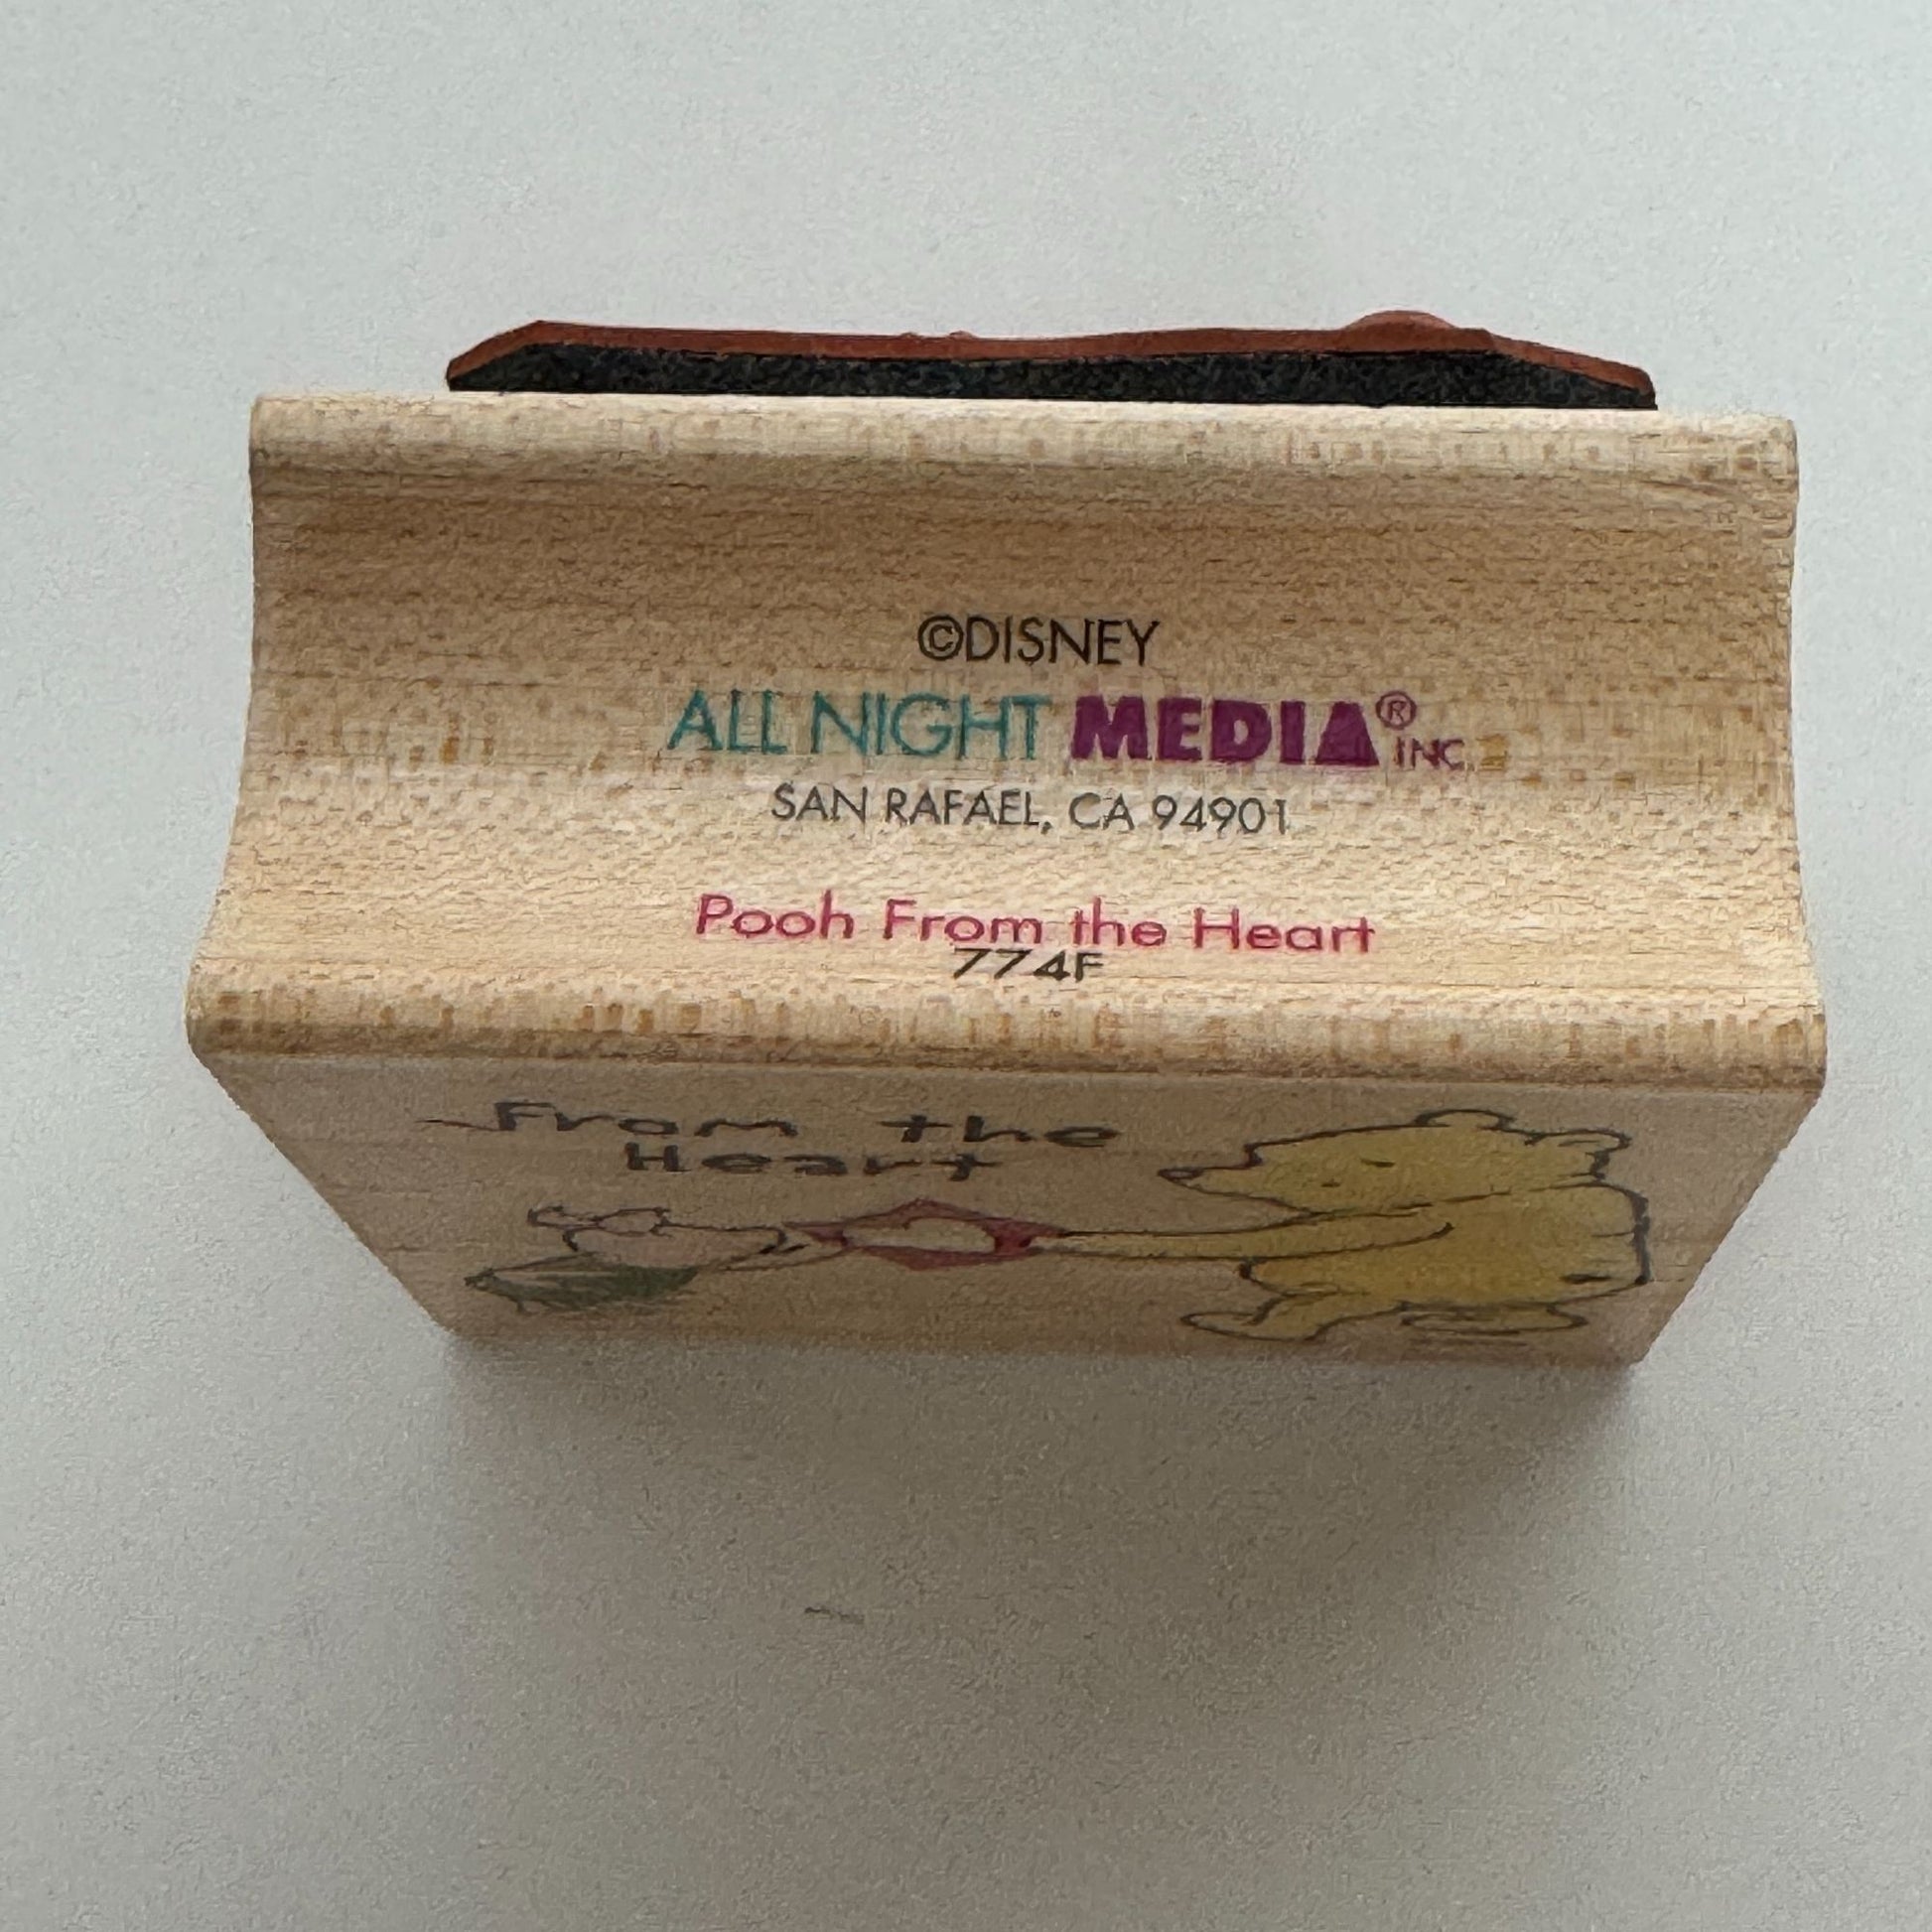 ©DISNEY
ALL NIGHT MEDIA® INC.
SAN RAFAEL, CA 94901
Pooh From the Heart
774F
From the
Heart